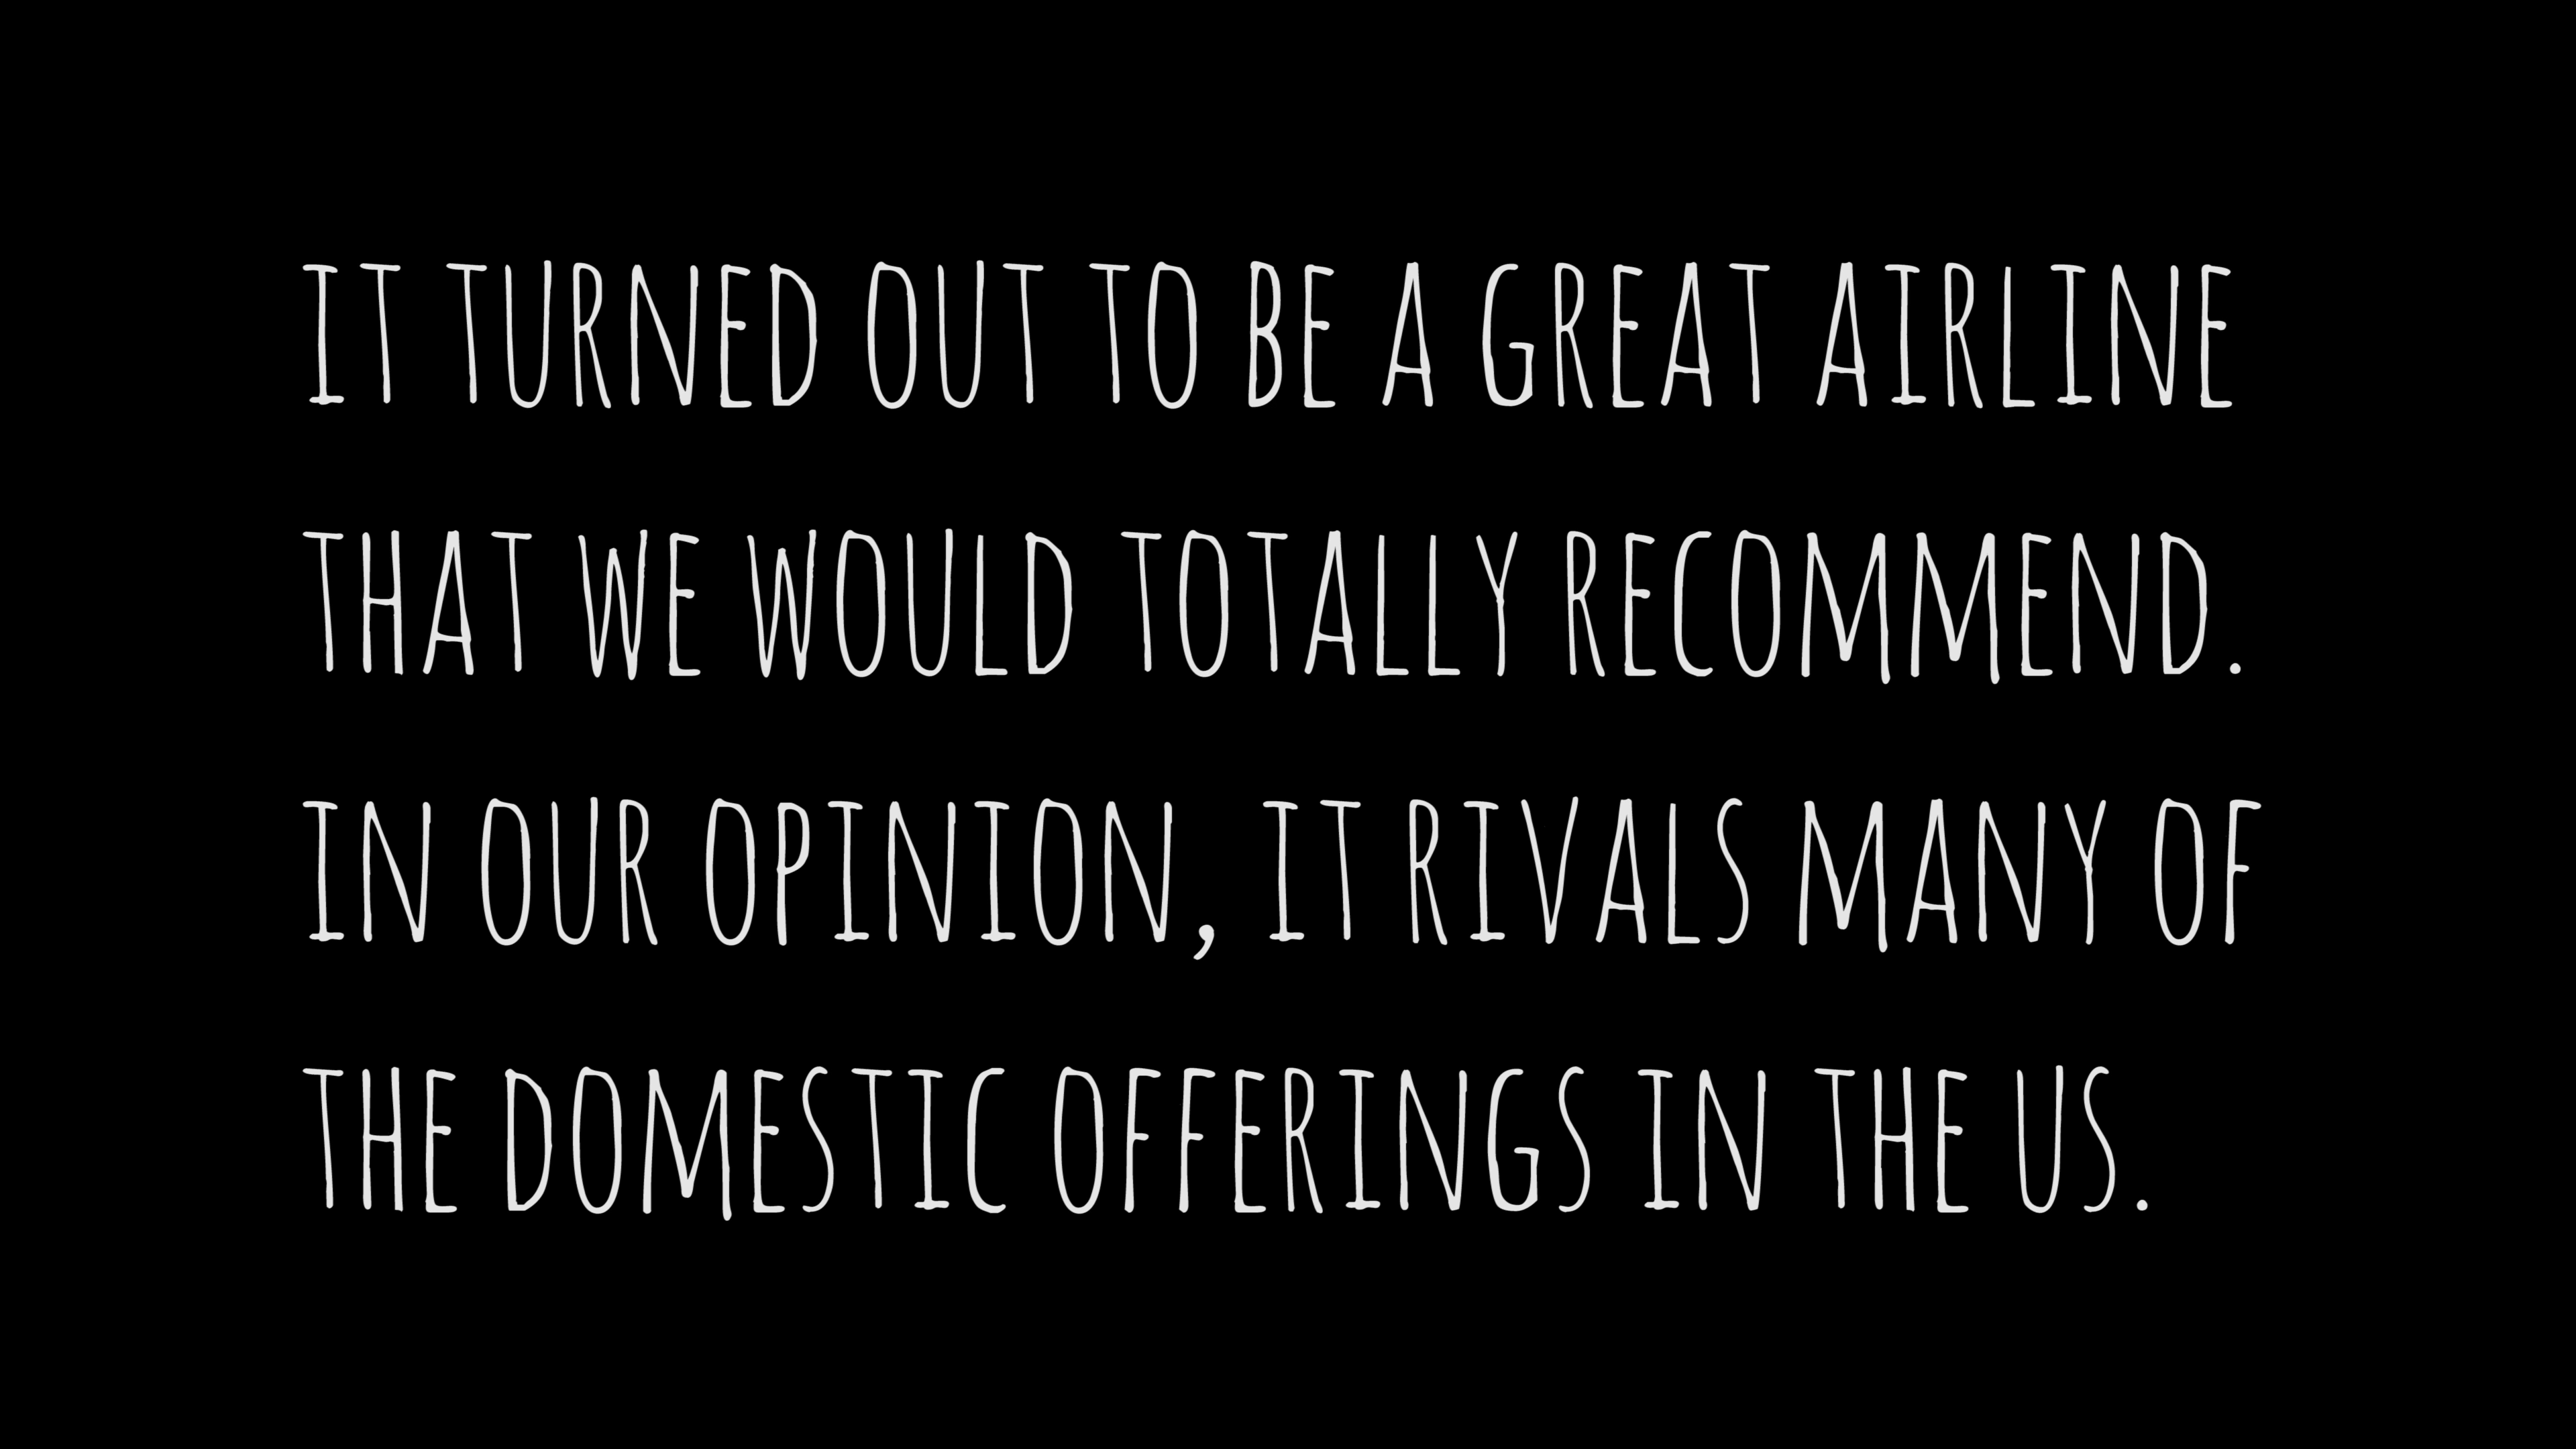 IT TURNED OUT TO BE A GREAT AIRLINE
THAT WE WOULD TOTALLY RECOMMEND.
IN OUR OPINION, IT RIVALS MANY OF
THE DOMESTIC OFFERINGS IN THE US.